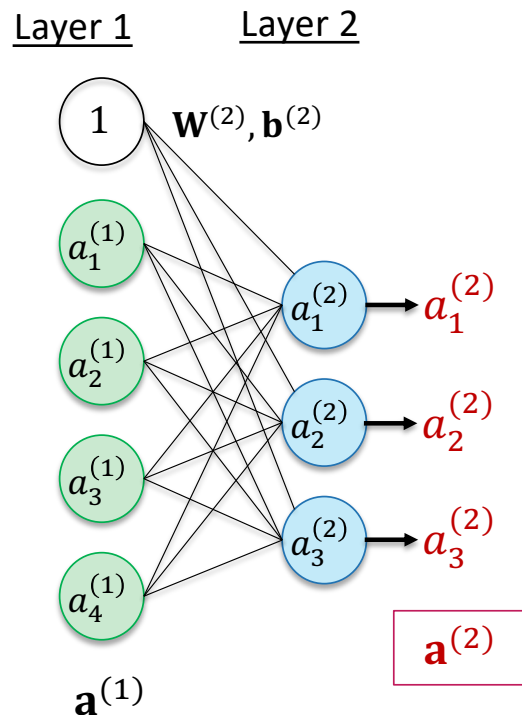 Layer 1
Layer 2
1
𝐖⁽²⁾, 𝐛⁽²⁾
a₁⁽¹⁾
a₂⁽¹⁾
a₃⁽¹⁾
a₄⁽¹⁾
𝐚⁽¹⁾
a₁⁽²⁾
a₂⁽²⁾
a₃⁽²⁾
a₁⁽²⁾
a₂⁽²⁾
a₃⁽²⁾
𝐚⁽²⁾